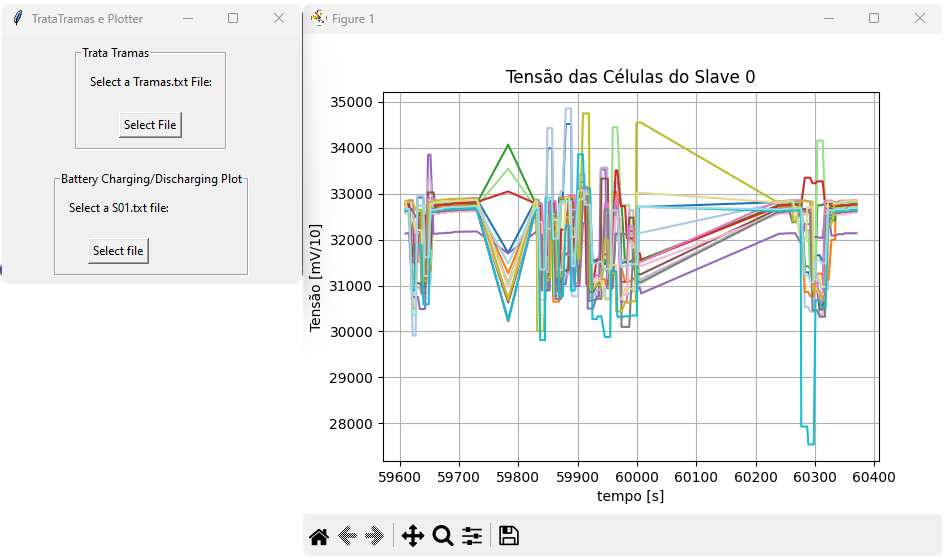 TrataTramas e Plotter
Trata Tramas
Select a Tramas.txt File:
Select File
Battery Charging/Discharging Plot
Select a S01.txt file:
Select file
Figure 1
Tensão das Células do Slave 0
35000
34000
33000
32000
31000
30000
29000
28000
Tensão [mV/10]
59600 59700 59800 59900 60000 60100 60200 60300 60400
tempo [s]